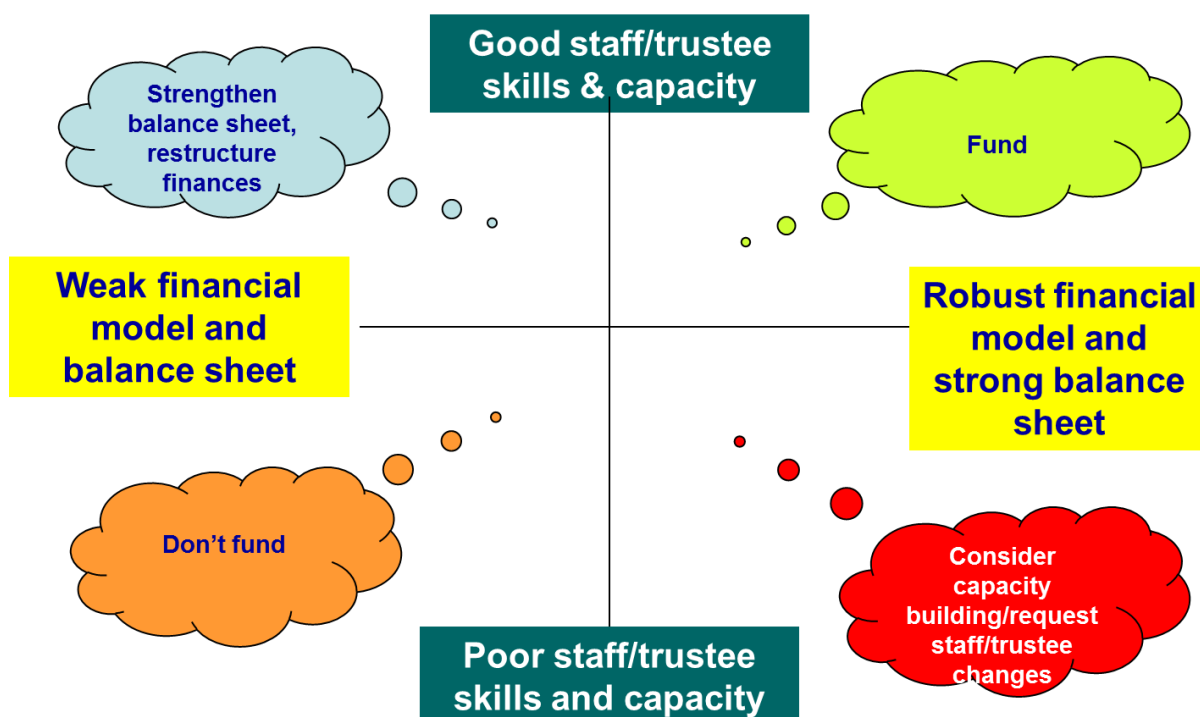 Good staff/trustee
skills & capacity
Strengthen
balance sheet,
restructure
finances
Fund
Weak financial
model and
balance sheet
Robust financial
model and
strong balance
sheet
Don’t fund
Consider
capacity
building/request
staff/trustee
changes
Poor staff/trustee
skills and capacity